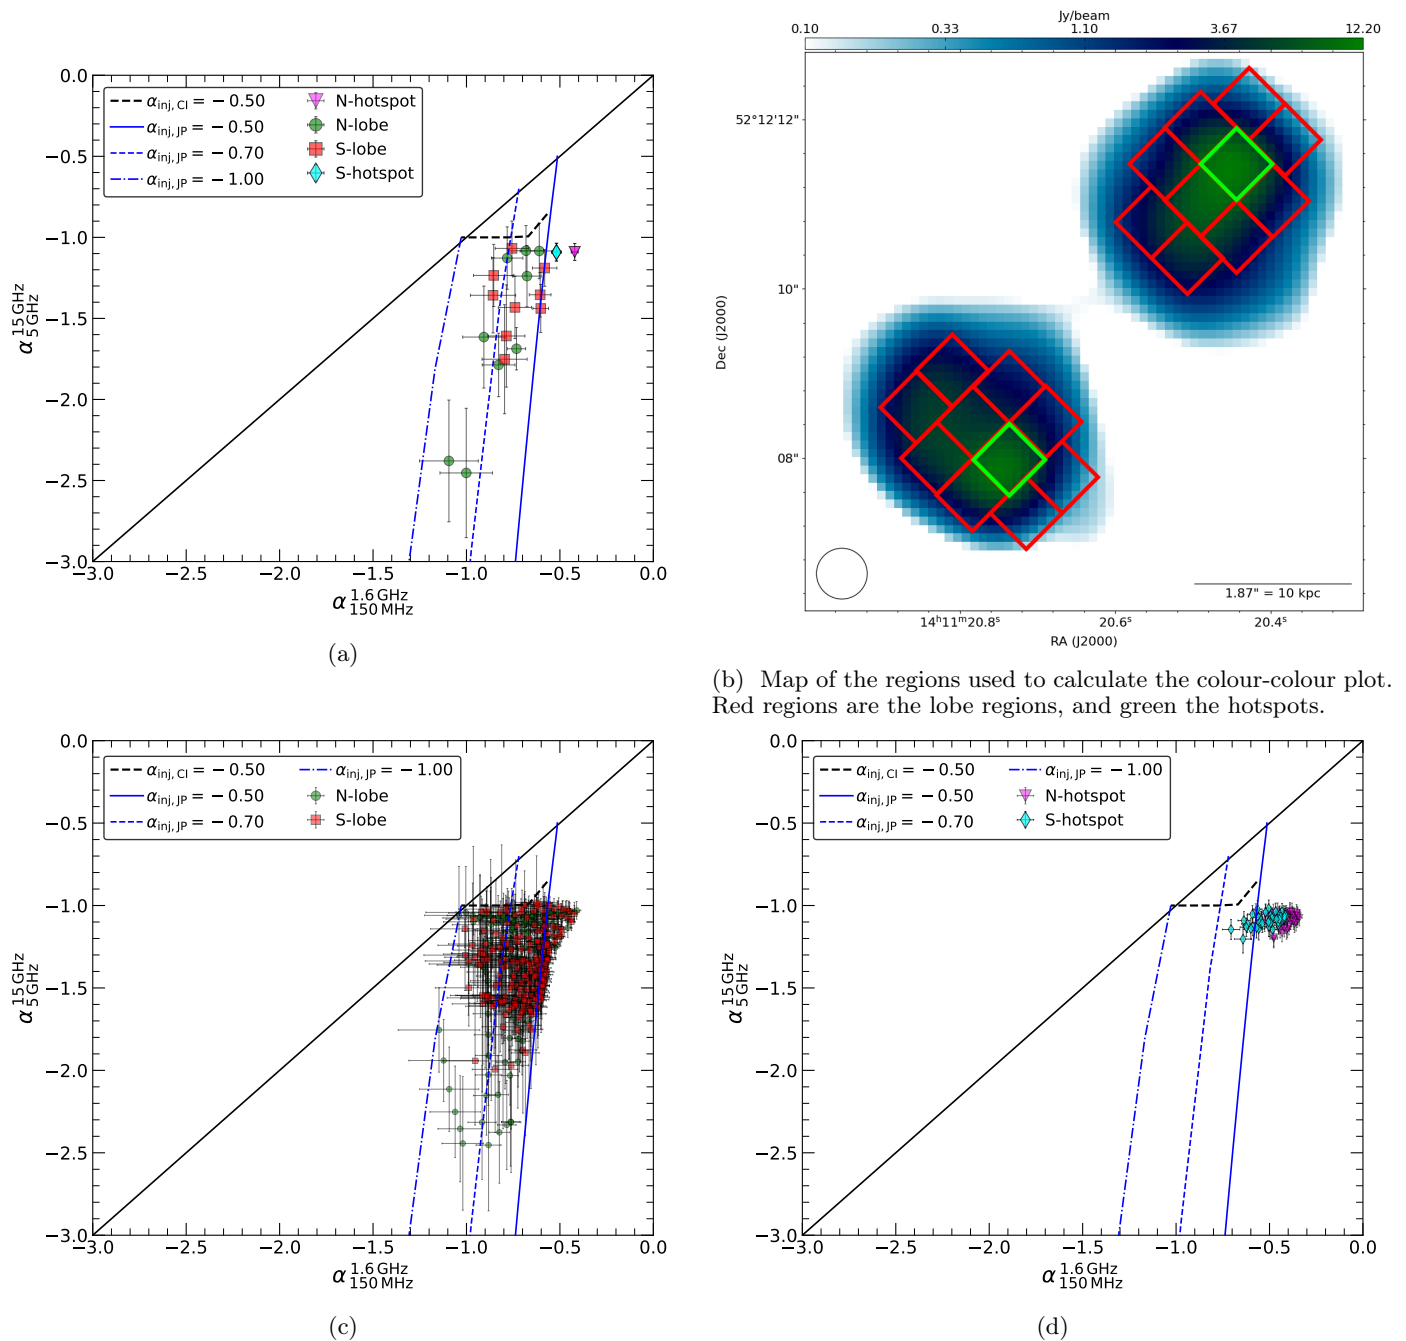 0.0
−0.5
−1.0
−1.5
−2.0
−2.5
−3.0
α 15 GHz 5 GHz
α inj, CI = − 0.50
α inj, JP = − 0.50
α inj, JP = − 0.70
α inj, JP = − 1.00
N-hotspot
N-lobe
S-lobe
S-hotspot
−3.0 −2.5 −2.0 −1.5 −1.0 −0.5 0.0
α 1.6 GHz 150 MHz
(a)
Jy/beam
0.10 0.33 1.10 3.67 12.20
52°12'12"
10"
08"
Dec (J2000)
1.87" = 10 kpc
14h11m20.8s 20.6s 20.4s
RA (J2000)
(b) Map of the regions used to calculate the colour-colour plot.
Red regions are the lobe regions, and green the hotspots.
0.0
−0.5
−1.0
−1.5
−2.0
−2.5
−3.0
α 15 GHz 5 GHz
α inj, CI = − 0.50
α inj, JP = − 0.50
α inj, JP = − 0.70
α inj, JP = − 1.00
N-lobe
S-lobe
−3.0 −2.5 −2.0 −1.5 −1.0 −0.5 0.0
α 1.6 GHz 150 MHz
(c)
0.0
−0.5
−1.0
−1.5
−2.0
−2.5
−3.0
α 15 GHz 5 GHz
α inj, CI = − 0.50
α inj, JP = − 0.50
α inj, JP = − 0.70
α inj, JP = − 1.00
N-hotspot
S-hotspot
−3.0 −2.5 −2.0 −1.5 −1.0 −0.5 0.0
α 1.6 GHz 150 MHz
(d)